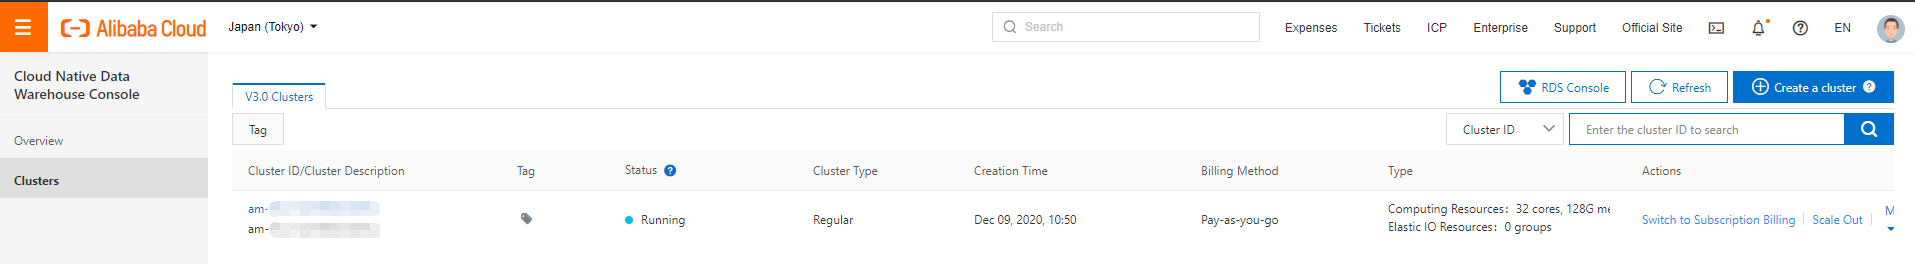 Alibaba Cloud
Japan (Tokyo)
Search
Expenses
Tickets
ICP
Enterprise
Support
Official Site
EN
Cloud Native Data
Warehouse Console
Overview
Clusters
V3.0 Clusters
RDS Console
Refresh
Create a cluster
Tag
Cluster ID
Enter the cluster ID to search
Cluster ID/Cluster Description
Tag
Status
Cluster Type
Creation Time
Billing Method
Type
Actions
am-
am-
Running
Regular
Dec 09, 2020, 10:50
Pay-as-you-go
Computing Resources: 32 cores, 128G me
Elastic IO Resources: 0 groups
Switch to Subscription Billing
Scale Out
M